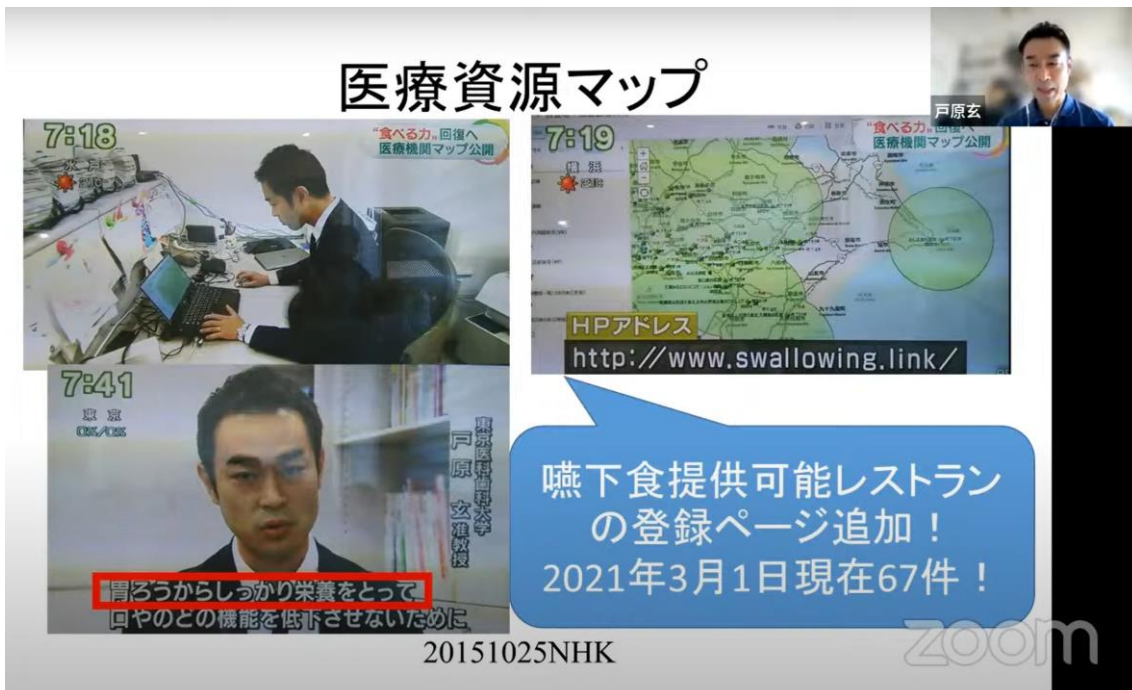 医療資源マップ
戸原玄
7:18
水戸
"食べる力"回復へ
医療機関マップ公開
7:19
横浜
"食べる力"回復へ
医療機関マップ公開
HPアドレス
http://www.swallowing.link/
7:41
東京
東京医科歯科大学
戸原 玄准教授
胃ろうからしっかり栄養をとって
口やのどの機能を低下させないために
嚥下食提供可能レストラン
の登録ページ追加！
2021年3月1日現在67件！
20151025NHK
zoom